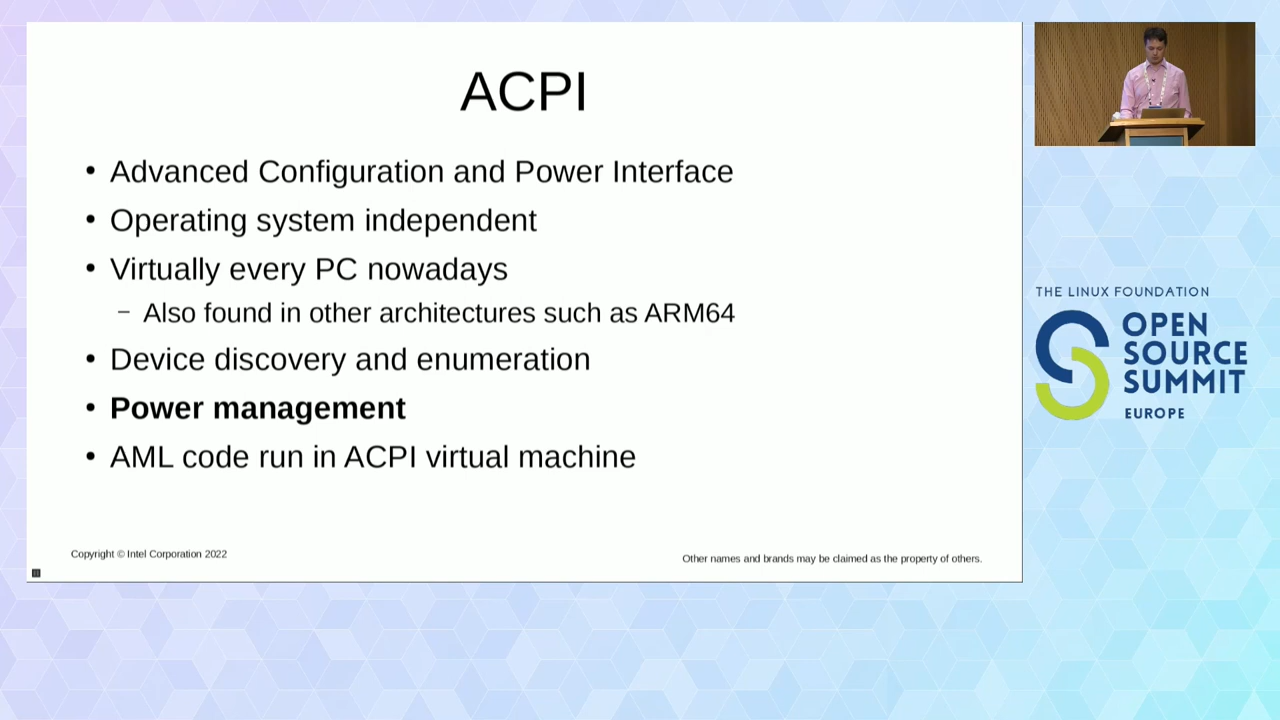 ACPI
• Advanced Configuration and Power Interface
• Operating system independent
• Virtually every PC nowadays
– Also found in other architectures such as ARM64
• Device discovery and enumeration
• Power management
• AML code run in ACPI virtual machine
Copyright © Intel Corporation 2022
Other names and brands may be claimed as the property of others.
THE LINUX FOUNDATION
OPEN
SOURCE
SUMMIT
EUROPE